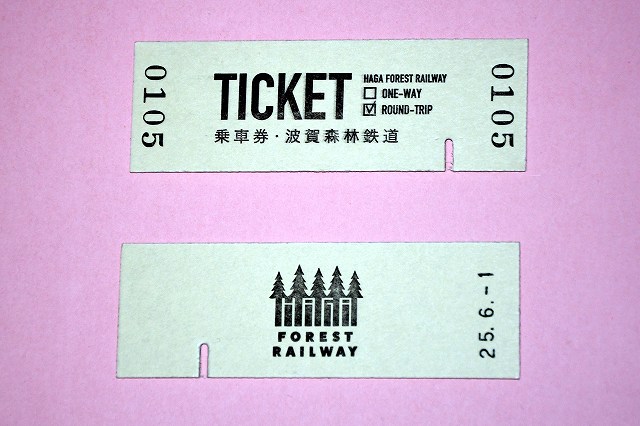 0105
TICKET
HAGA FOREST RAILWAY
ONE-WAY
ROUND-TRIP
乗車券・波賀森林鉄道
0105
HAGA
FOREST
RAILWAY
25.6.-1